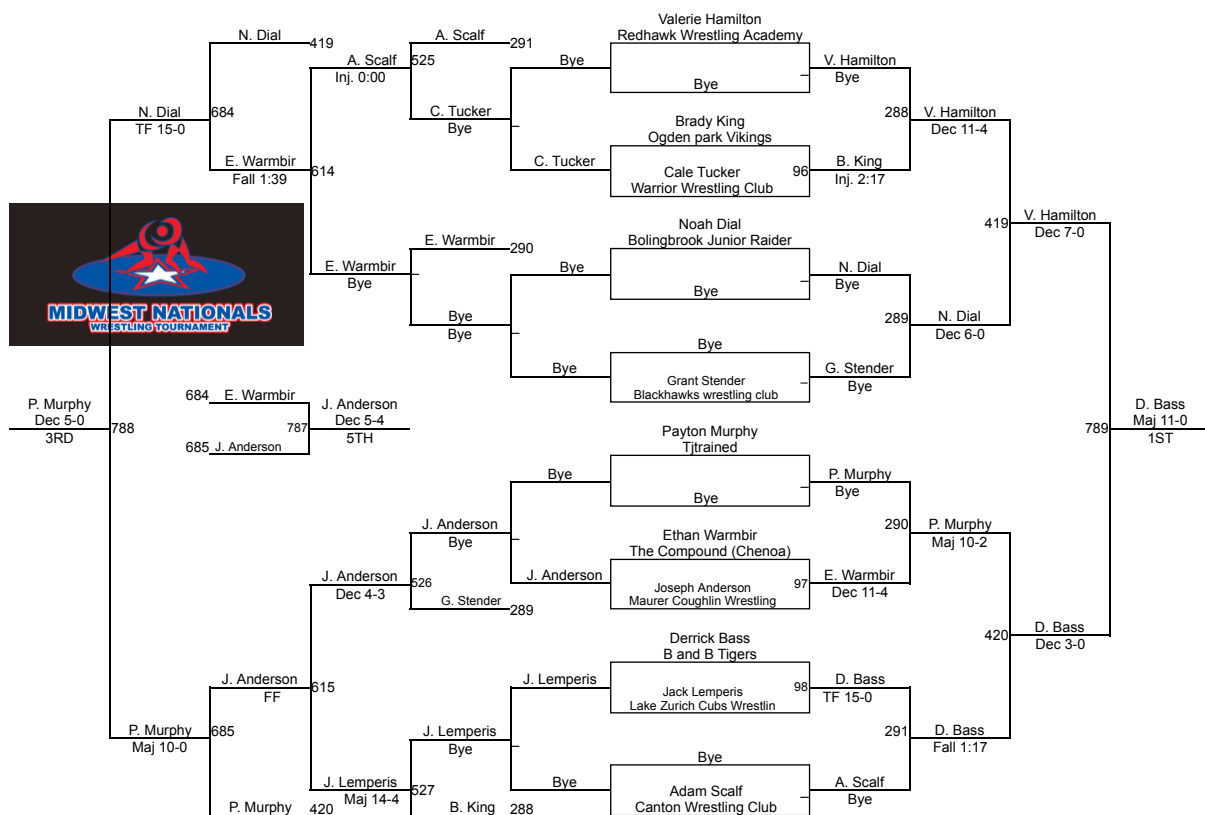 Valerie Hamilton
N. Dial
419
A. Scalf
291
Redhawk Wrestling Academy
A. Scalf
525
Bye
V. Hamilton
Inj. 0:00
Bye
Bye
N. Dial
684
C. Tucker
288
V. Hamilton
TF 15-0
Bye
Brady King
Dec 11-4
Ogden park Vikings
E. Warmbir
614
C. Tucker
Cale Tucker
96
B. King
Fall 1:39
Warrior Wrestling Club
Inj. 2:17
Noah Dial
419
V. Hamilton
Bolingbrook Junior Raider
Dec 7-0
E. Warmbir
290
E. Warmbir
Bye
N. Dial
Bye
Bye
Bye
MIDWEST NATIONALS
WRESTLING TOURNAMENT
Bye
289
N. Dial
Bye
Bye
Dec 6-0
Bye
Grant Stender
G. Stender
Blackhawks wrestling club
Bye
684
E. Warmbir
P. Murphy
J. Anderson
D. Bass
Dec 5-0
788
787
Dec 5-4
789
Maj 11-0
3RD
5TH
1ST
685
J. Anderson
Payton Murphy
Tjtrained
Bye
P. Murphy
Bye
Bye
J. Anderson
290
P. Murphy
Bye
Ethan Warmbir
Maj 10-2
The Compound (Chenoa)
J. Anderson
526
J. Anderson
Joseph Anderson
97
E. Warmbir
Dec 4-3
Maurer Coughlin Wrestling
Dec 11-4
G. Stender
289
Derrick Bass
420
D. Bass
B and B Tigers
Dec 3-0
J. Anderson
615
J. Lemperis
Jack Lemperis
98
D. Bass
FF
Lake Zurich Cubs Wrestlin
TF 15-0
P. Murphy
685
J. Lemperis
291
D. Bass
Maj 10-0
Bye
Bye
Fall 1:17
J. Lemperis
527
Bye
Adam Scalf
A. Scalf
Maj 14-4
Canton Wrestling Club
Bye
P. Murphy
420
B. King
288